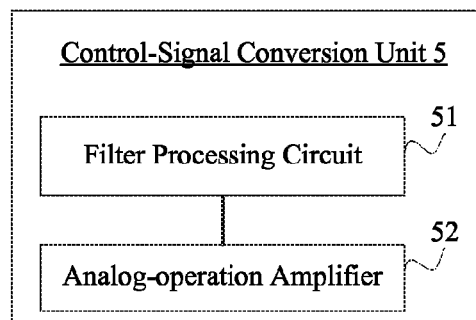 Control-Signal Conversion Unit 5
51
Filter Processing Circuit
52
Analog-operation Amplifier